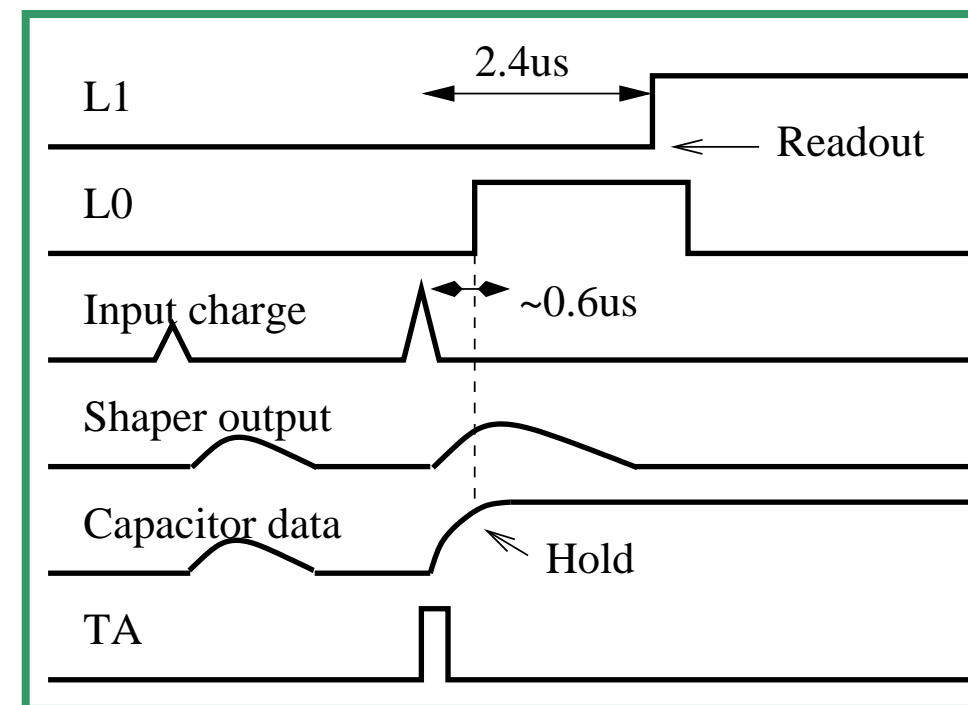 2.4us
L1
Readout
L0
Input charge
~0.6us
Shaper output
Capacitor data
Hold
TA